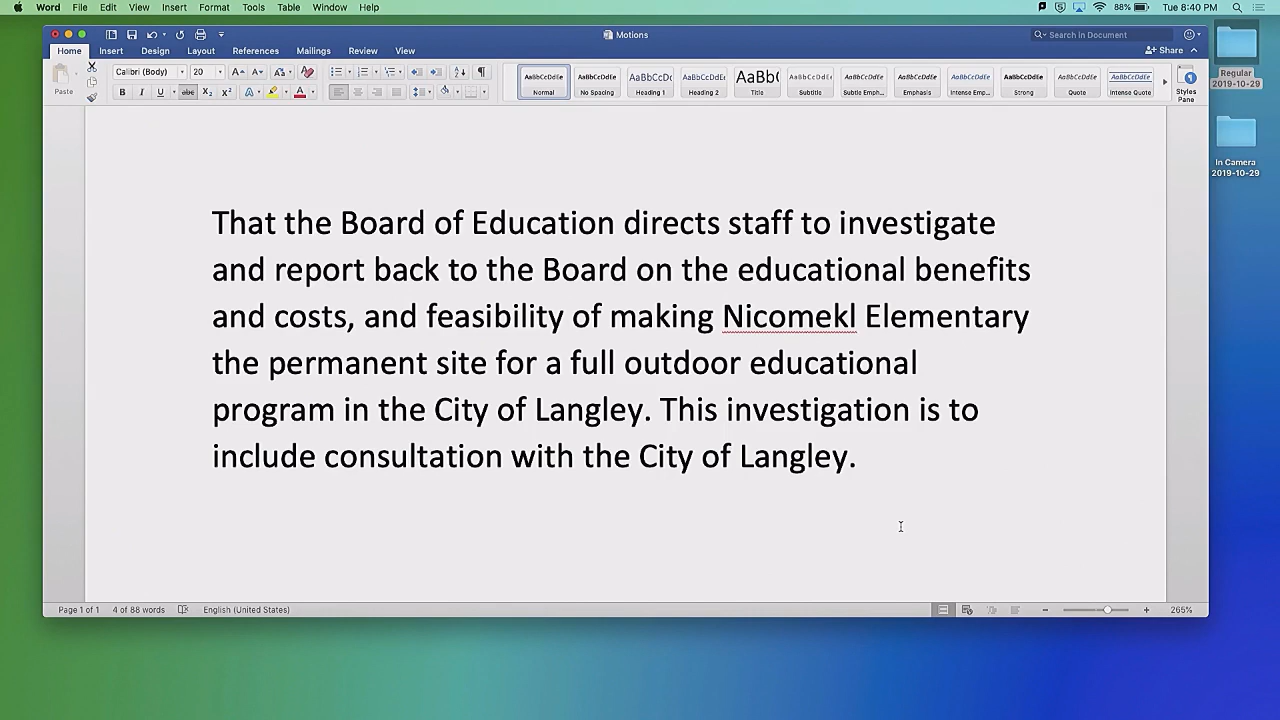 Word File Edit View Insert Format Tools Table Window Help 88% Tue 8:40 PM
Motions Search in Document
Home Insert Design Layout References Mailings Review View Share
Paste Calibri (Body) 20
B I U abc X₂ X² A A
AaBbCcDdEe AaBbCcDdEe AaBbCcDc AaBbCcDdEe AaBb( AaBbCcDdEe AaBbCcDdEe AaBbCcDdEe AaBbCcDdEe AaBbCcDdEe AaBbCcDdEe AaBbCcDdEe
Normal No Spacing Heading 1 Heading 2 Title Subtitle Subtle Emph... Emphasis Intense Emp... Strong Quote Intense Quote Styles Pane
Regular
2019-10-29
In Camera
2019-10-29
That the Board of Education directs staff to investigate
and report back to the Board on the educational benefits
and costs, and feasibility of making Nicomekl Elementary
the permanent site for a full outdoor educational
program in the City of Langley. This investigation is to
include consultation with the City of Langley.
Page 1 of 1 4 of 88 words English (United States) 265%